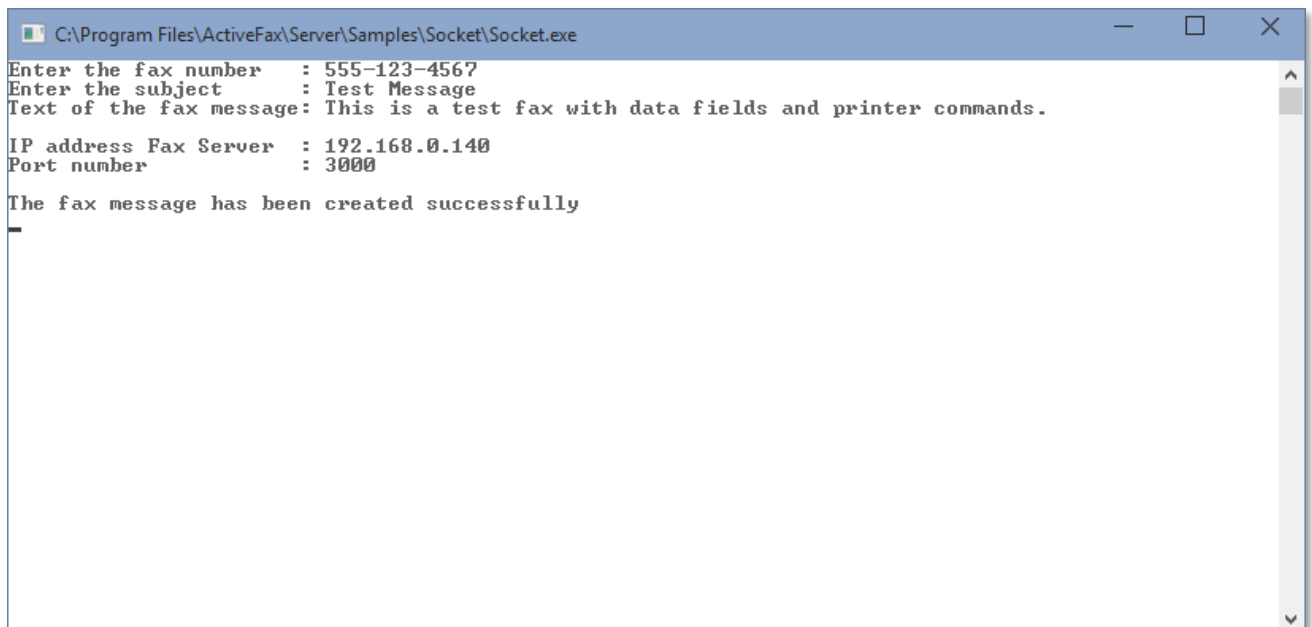 C:\Program Files\ActiveFax\Server\Samples\Socket\Socket.exe
Enter the fax number   : 555-123-4567
Enter the subject      : Test Message
Text of the fax message: This is a test fax with data fields and printer commands.
IP address Fax Server  : 192.168.0.140
Port number            : 3000
The fax message has been created successfully